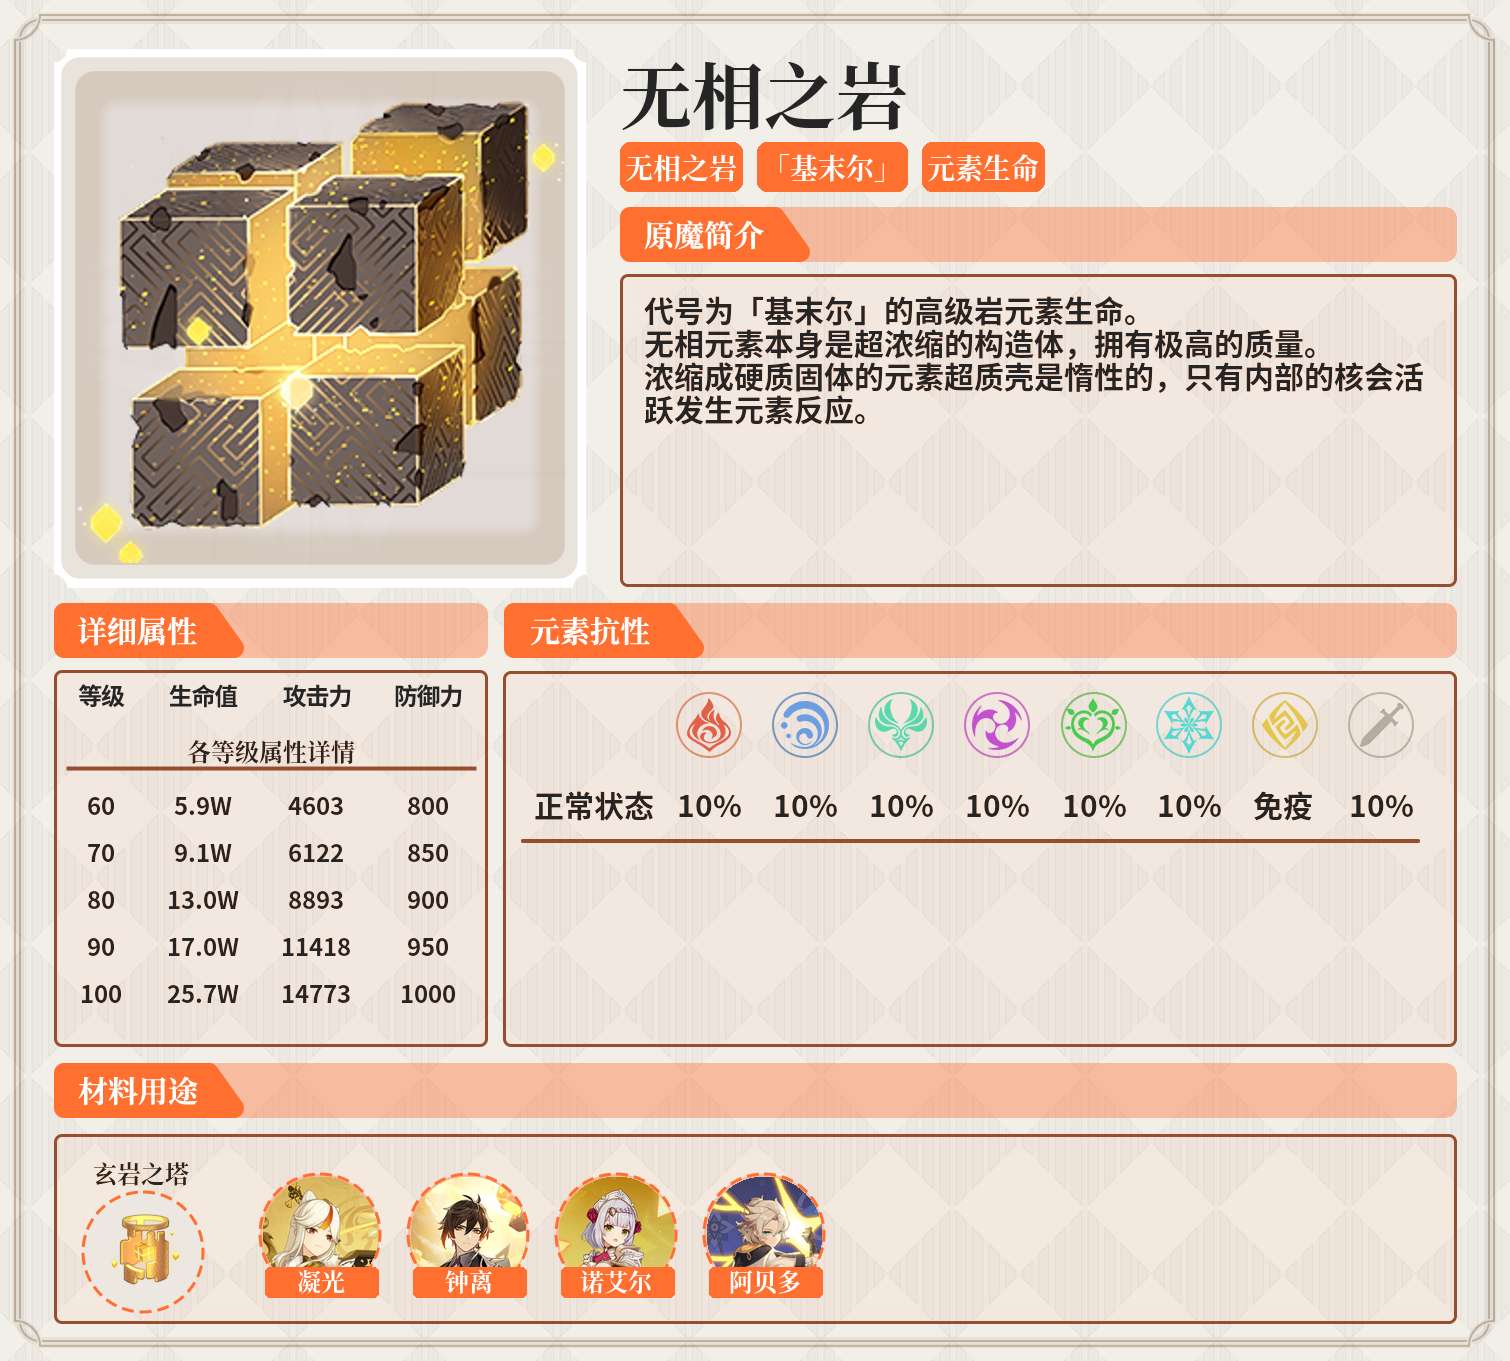 无相之岩
无相之岩 「基末尔」 元素生命
原魔简介
代号为「基末尔」的高级岩元素生命。
无相元素本身是超浓缩的构造体，拥有极高的质量。
浓缩成硬质固体的元素超质壳是惰性的，只有内部的核会活
跃发生元素反应。
详细属性
等级 生命值 攻击力 防御力
各等级属性详情
60 5.9W 4603 800
70 9.1W 6122 850
80 13.0W 8893 900
90 17.0W 11418 950
100 25.7W 14773 1000
元素抗性
正常状态 10% 10% 10% 10% 10% 10% 免疫 10%
材料用途
玄岩之塔
凝光 钟离 诺艾尔 阿贝多